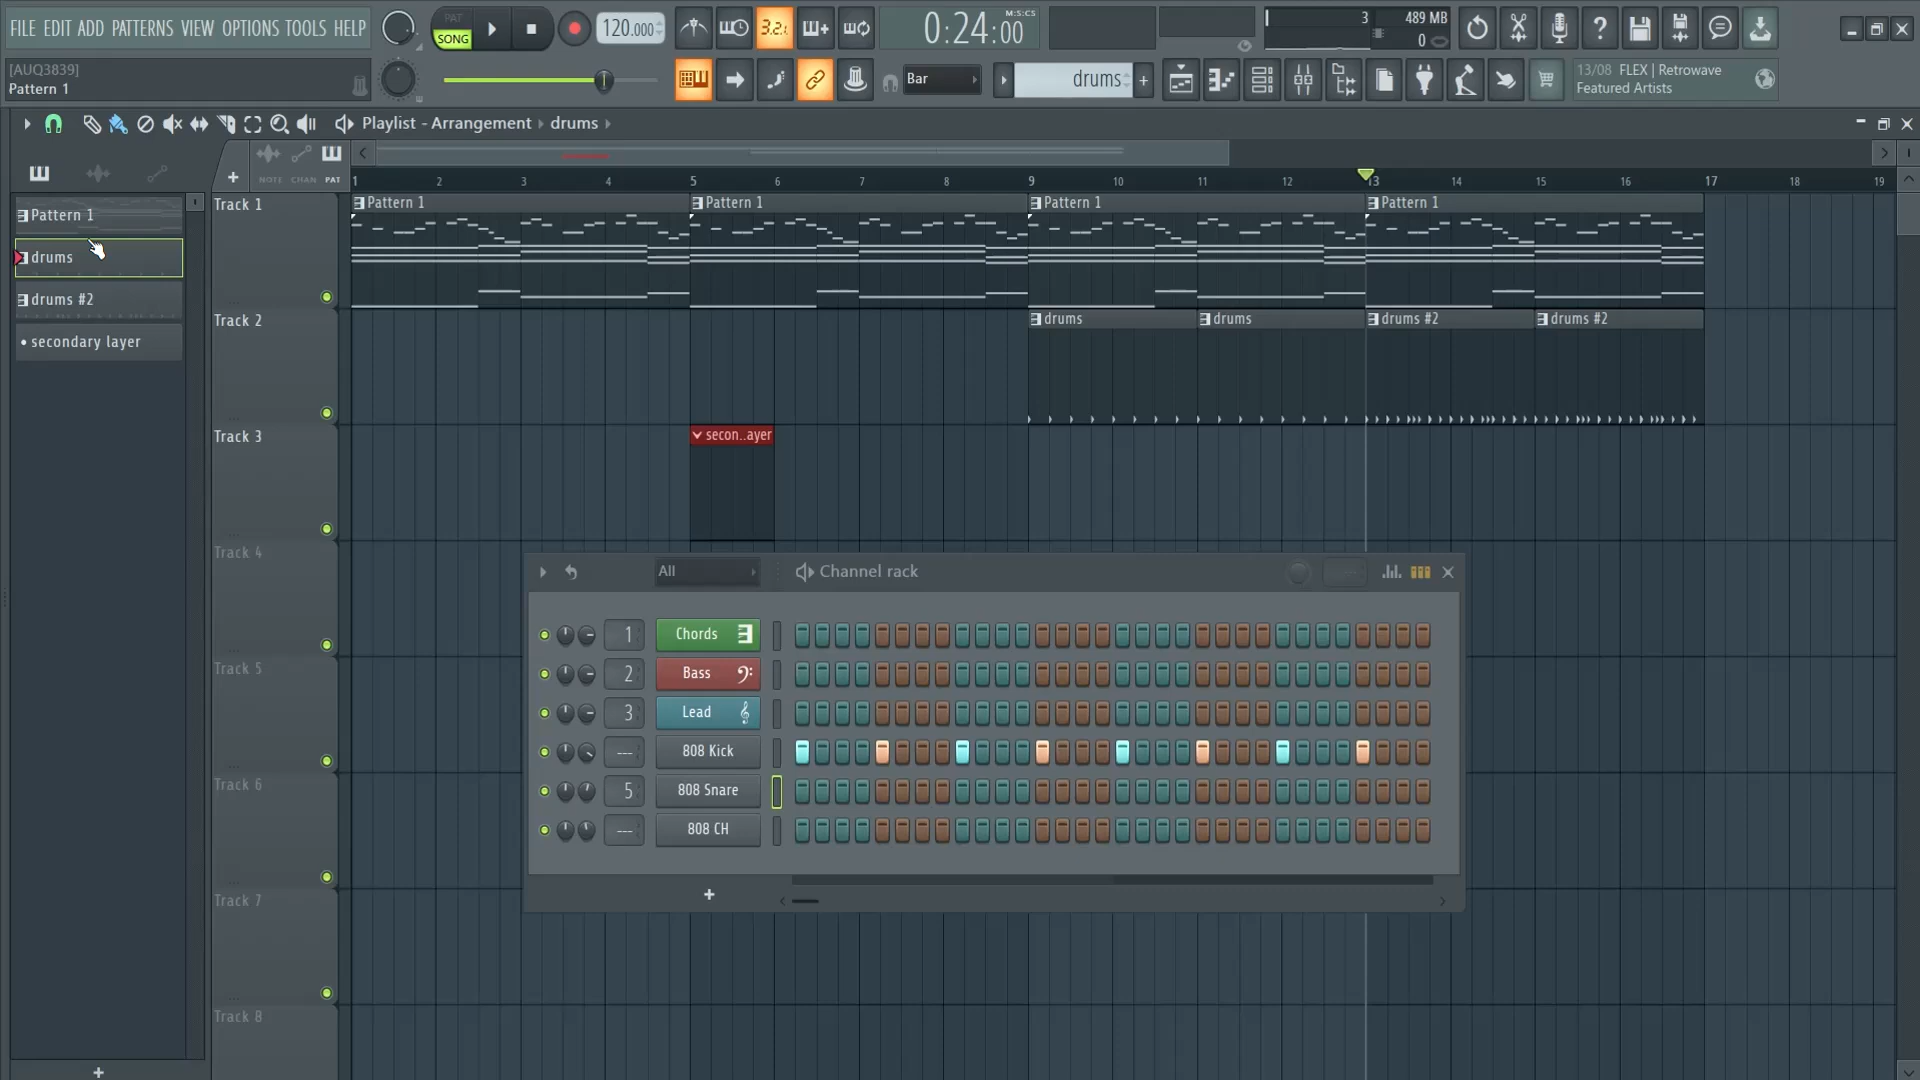 FILE EDIT ADD PATTERNS VIEW OPTIONS TOOLS HELP
PAT
SONG
120.000
3.2.1
0:24:00
M:S:CS
3
489 MB
0
[AUQ3839]
Pattern 1
Bar
drums
+
13/08 FLEX | Retrowave
Featured Artists
Playlist - Arrangement › drums ›
NOTE CHAN PAT
1 2 3 4 5 6 7 8 9 10 11 12 13 14 15 16 17 18 19
Pattern 1
drums
drums #2
secondary layer
Track 1
Pattern 1
Pattern 1
Pattern 1
Pattern 1
Track 2
drums
drums
drums #2
drums #2
Track 3
secon..ayer
Track 4
Track 5
Track 6
Track 7
Track 8
All
Channel rack
1 Chords
2 Bass
3 Lead
--- 808 Kick
5 808 Snare
--- 808 CH
+
+